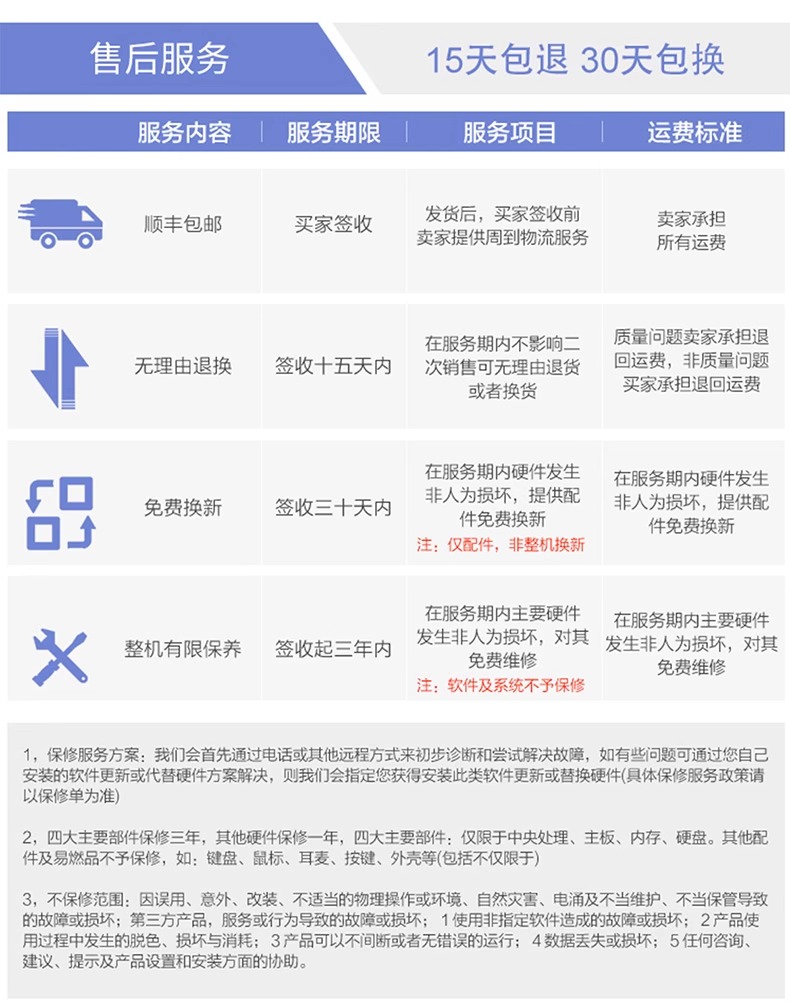 售后服务
15天包退 30天包换
服务内容 服务期限 服务项目 运费标准
顺丰包邮
买家签收
发货后，买家签收前
卖家提供周到物流服务
卖家承担
所有运费
无理由退换
签收十五天内
在服务期内不影响二
次销售可无理由退货
或者换货
质量问题卖家承担退
回运费，非质量问题
买家承担退回运费
免费换新
签收三十天内
在服务期内硬件发生
非人为损坏，提供配
件免费换新
注：仅配件，非整机换新
在服务期内硬件发生
非人为损坏，提供配
件免费换新
整机有限保养
签收起三年内
在服务期内主要硬件
发生非人为损坏，对其
免费维修
注：软件及系统不予保修
在服务期内主要硬件
发生非人为损坏，对其
免费维修
1，保修服务方案：我们会首先通过电话或其他远程方式来初步诊断和尝试解决故障，如有些问题可通过您自己
安装的软件更新或代替硬件方案解决，则我们会指定您获得安装此类软件更新或替换硬件(具体保修服务政策请
以保修单为准)
2，四大主要部件保修三年，其他硬件保修一年，四大主要部件：仅限于中央处理、主板、内存、硬盘。其他配
件及易燃品不予保修，如：键盘、鼠标、耳麦、按键、外壳等(包括不仅限于)
3，不保修范围：因误用、意外、改装、不适当的物理操作或环境、自然灾害、电涌及不当维护、不当保管导致
的故障或损坏；第三方产品，服务或行为导致的故障或损坏；1使用非指定软件造成的故障或损坏；2产品使
用过程中发生的脱色、损坏与消耗；3产品可以不间断或者无错误的运行；4数据丢失或损坏；5任何咨询、
建议、提示及产品设置和安装方面的协助。